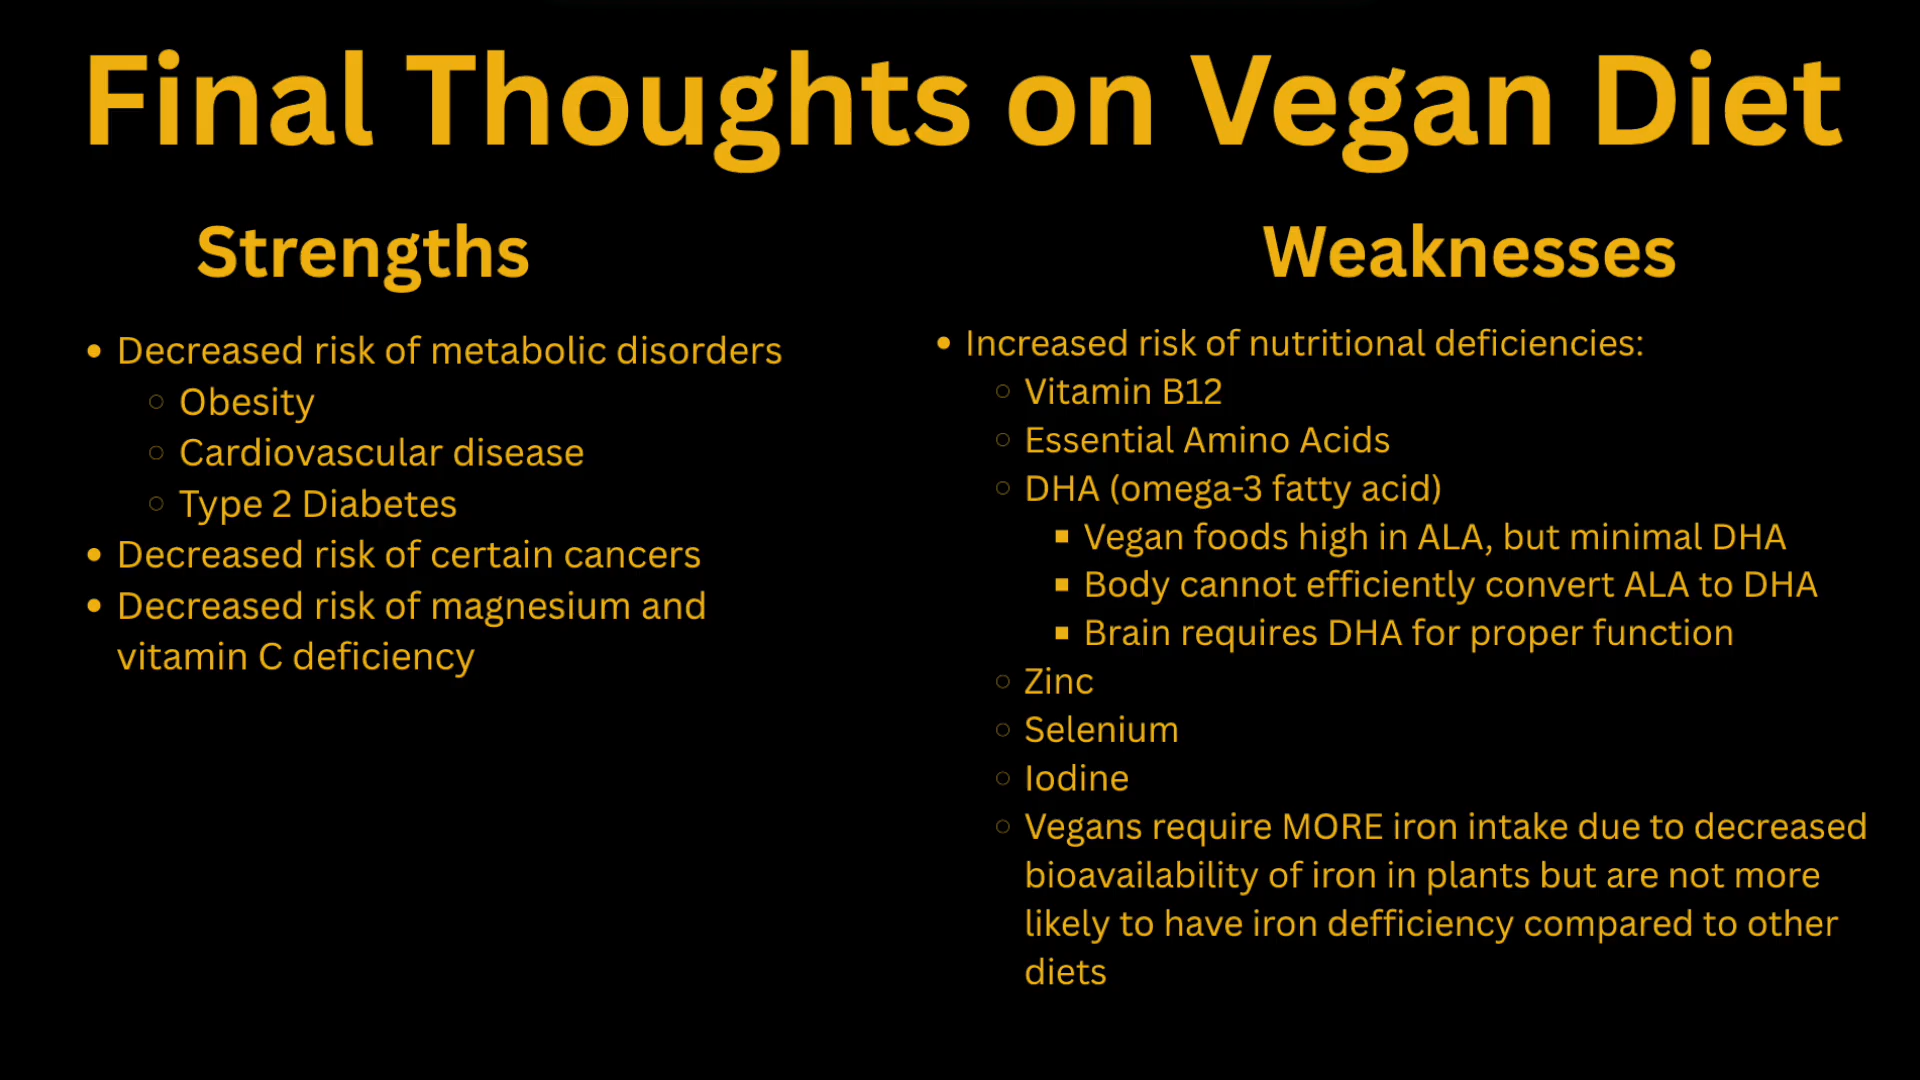 Final Thoughts on Vegan Diet
Strengths
• Decreased risk of metabolic disorders
○ Obesity
○ Cardiovascular disease
○ Type 2 Diabetes
• Decreased risk of certain cancers
• Decreased risk of magnesium and
vitamin C deficiency
Weaknesses
• Increased risk of nutritional deficiencies:
○ Vitamin B12
○ Essential Amino Acids
○ DHA (omega-3 fatty acid)
▪ Vegan foods high in ALA, but minimal DHA
▪ Body cannot efficiently convert ALA to DHA
▪ Brain requires DHA for proper function
○ Zinc
○ Selenium
○ Iodine
○ Vegans require MORE iron intake due to decreased
bioavailability of iron in plants but are not more
likely to have iron defficiency compared to other
diets